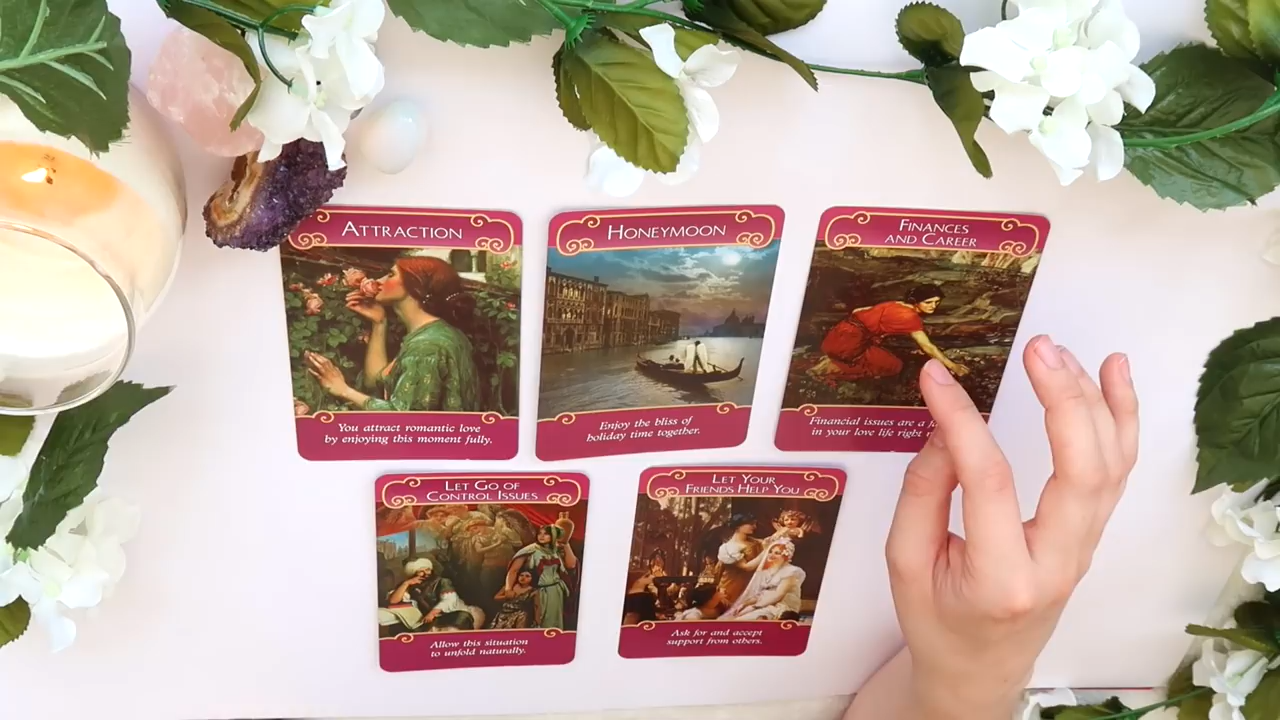 ATTRACTION
You attract romantic love
by enjoying this moment fully.
HONEYMOON
Enjoy the bliss of
holiday time together.
FINANCES
AND CAREER
Financial issues are a
in your love life right
LET GO OF
CONTROL ISSUES
Allow this situation
to unfold naturally.
LET YOUR
FRIENDS HELP YOU
Ask for and accept
support from others.